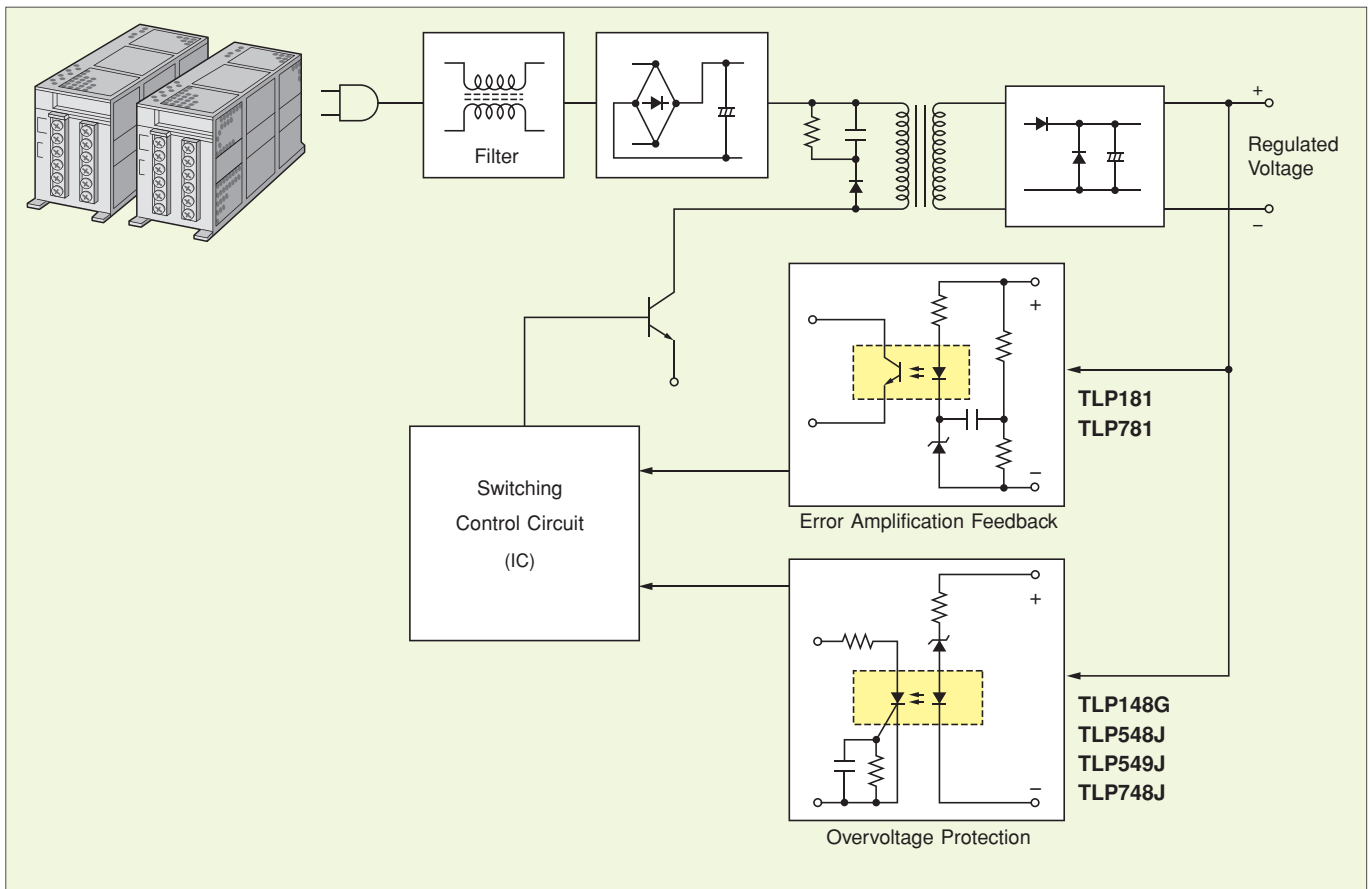 Filter
+
Regulated
Voltage
−
+
TLP181
TLP781
−
Switching
Control Circuit
(IC)
Error Amplification Feedback
+
TLP148G
TLP548J
TLP549J
TLP748J
−
Overvoltage Protection